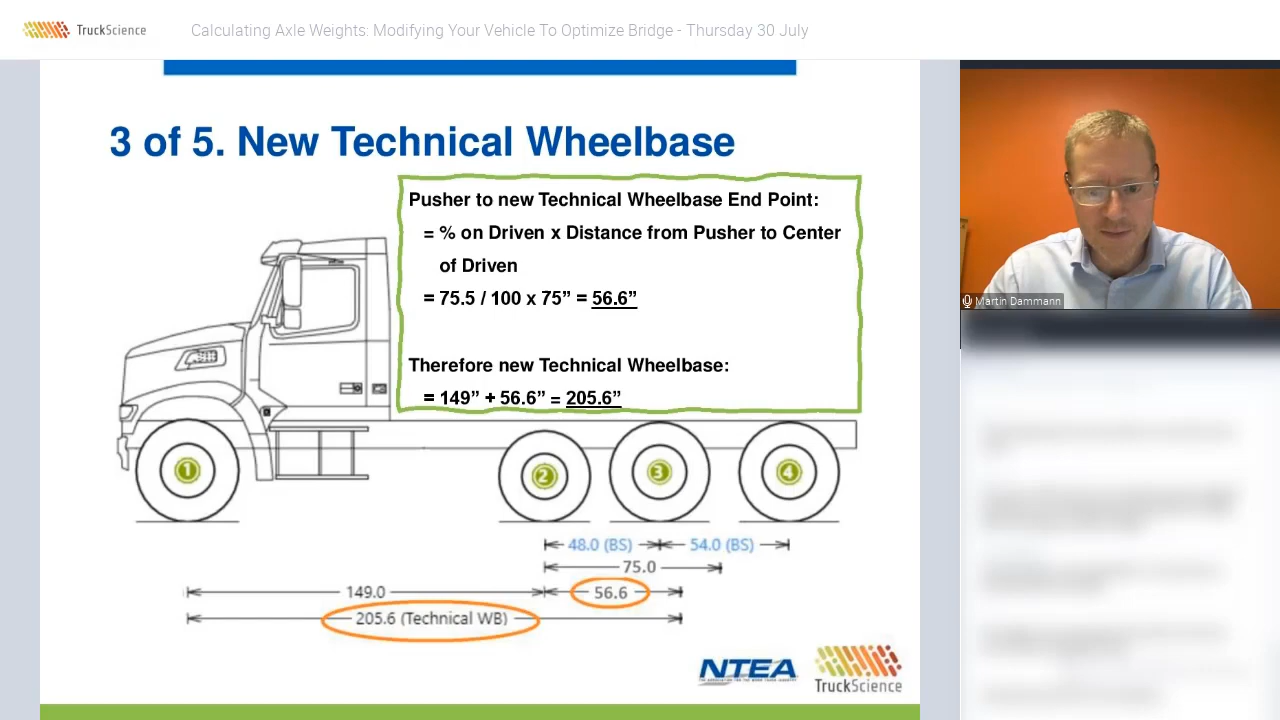 TruckScience
Calculating Axle Weights: Modifying Your Vehicle To Optimize Bridge - Thursday 30 July
3 of 5. New Technical Wheelbase
Pusher to new Technical Wheelbase End Point:
= % on Driven x Distance from Pusher to Center
of Driven
= 75.5 / 100 x 75” = 56.6”
Therefore new Technical Wheelbase:
= 149” + 56.6” = 205.6”
1
2
3
4
48.0 (BS)
54.0 (BS)
75.0
149.0
56.6
205.6 (Technical WB)
NTEA
TruckScience
Martin Dammann